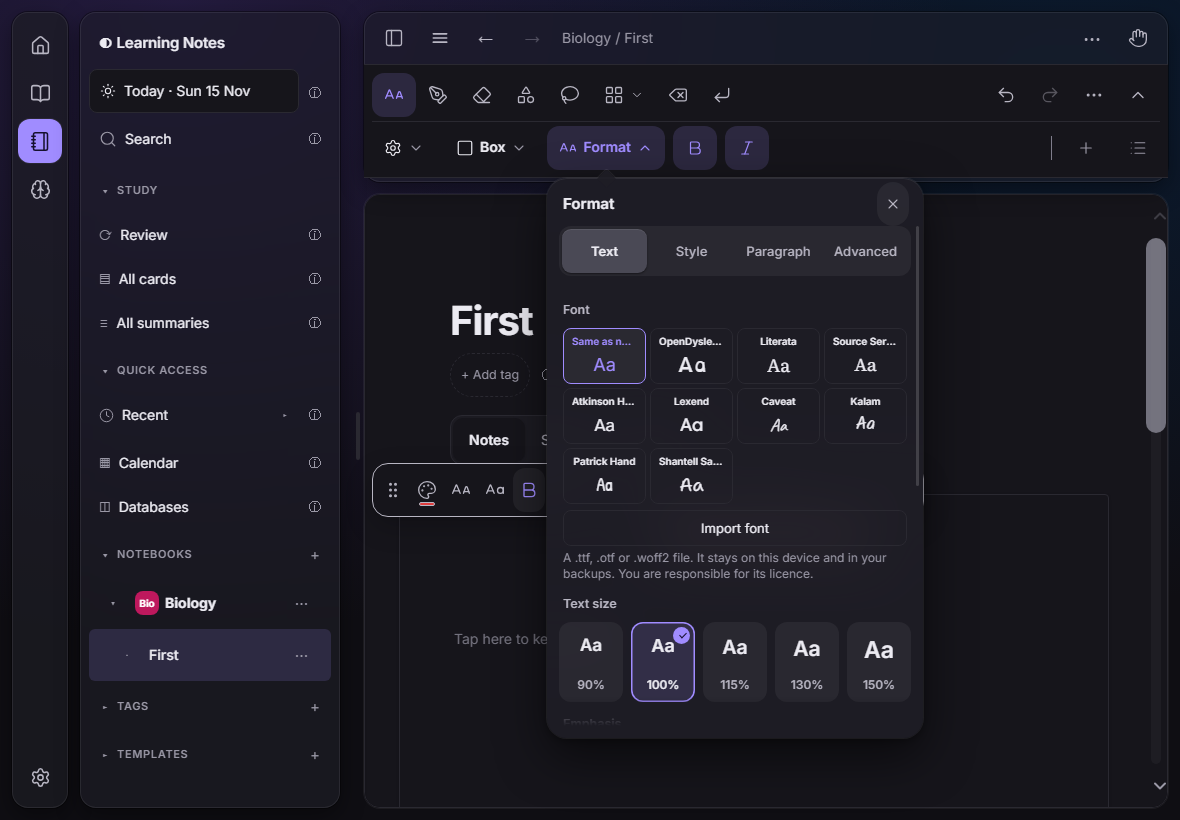 Learning Notes
Today · Sun 15 Nov
Search
STUDY
Review
All cards
All summaries
QUICK ACCESS
Recent
Calendar
Databases
NOTEBOOKS
Bio Biology
First
TAGS
TEMPLATES
Biology / First
AA
Box
AA Format
B I
First
+ Add tag
Notes
AA Aa B
Tap here to ke
Format
Text Style Paragraph Advanced
Font
Same as n... OpenDysle... Literata Source Ser...
Aa Aa Aa Aa
Atkinson H... Lexend Caveat Kalam
Aa Aa Aa Aa
Patrick Hand Shantell Sa...
Aa Aa
Import font
A .ttf, .otf or .woff2 file. It stays on this device and in your
backups. You are responsible for its licence.
Text size
Aa Aa Aa Aa Aa
90% 100% 115% 130% 150%
Emphasis